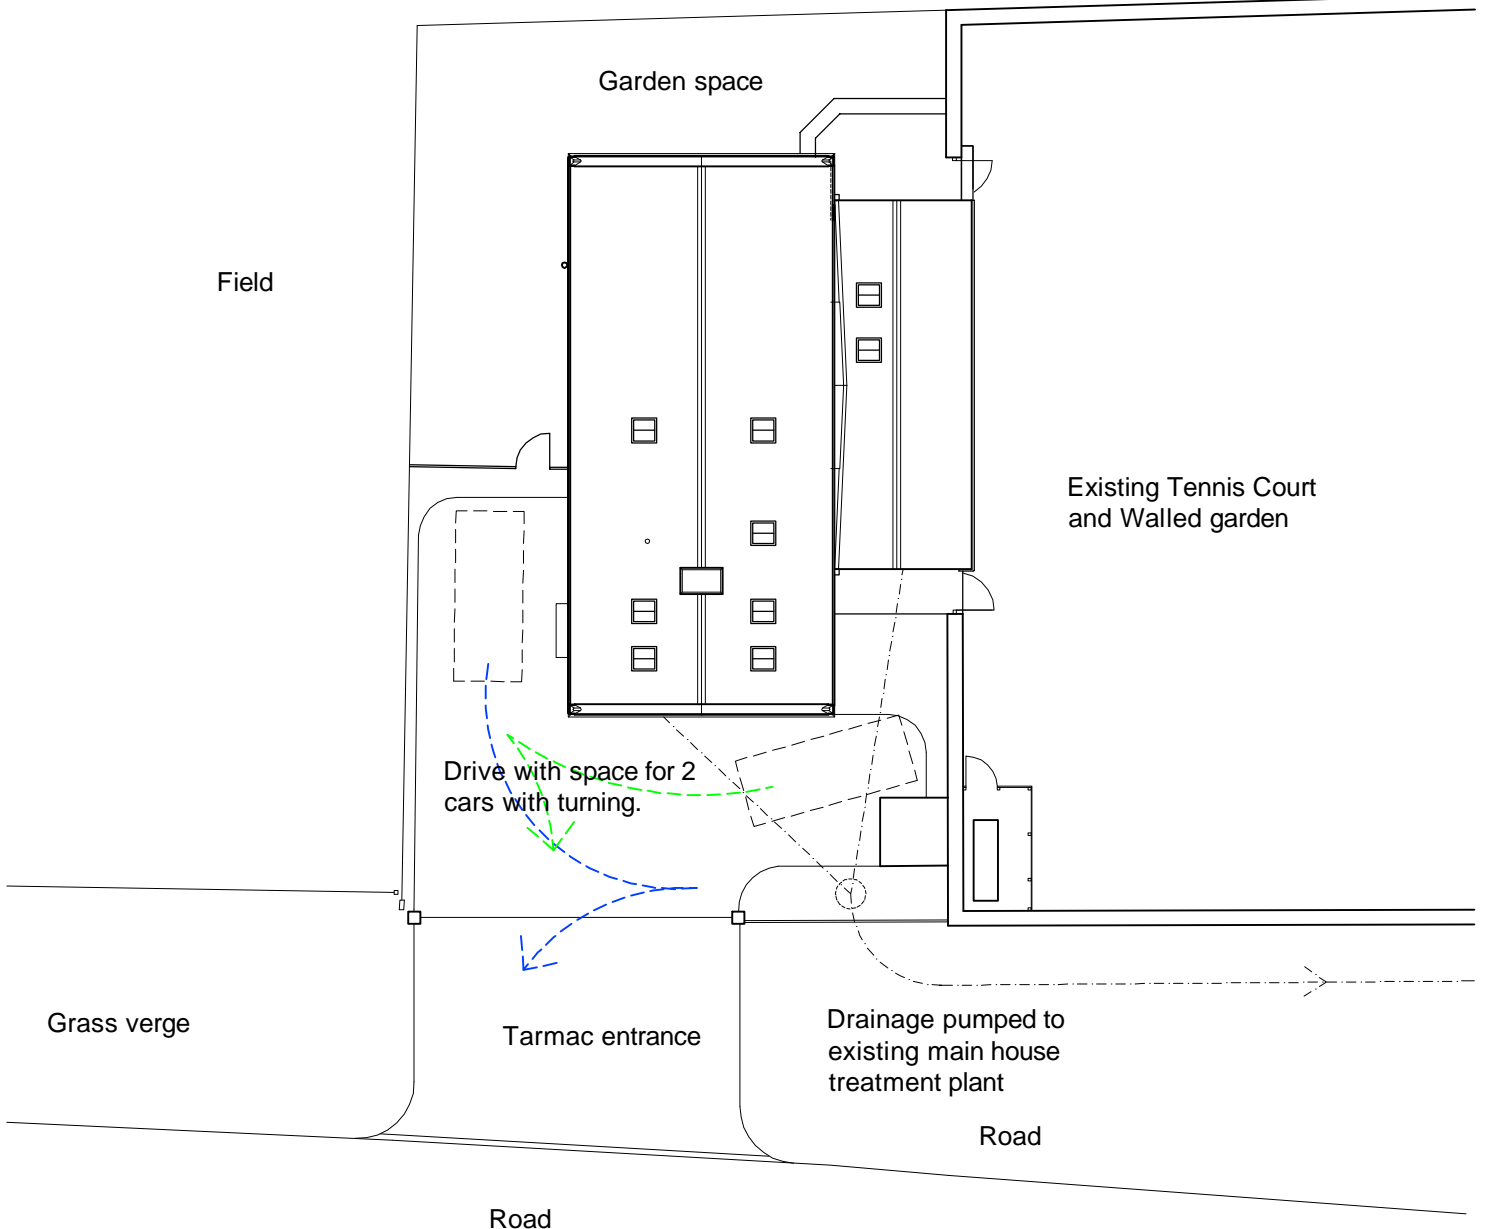 Garden space
Field
Existing Tennis Court
and Walled garden
Drive with space for 2
cars with turning.
Grass verge
Tarmac entrance
Drainage pumped to
existing main house
treatment plant
Road
Road